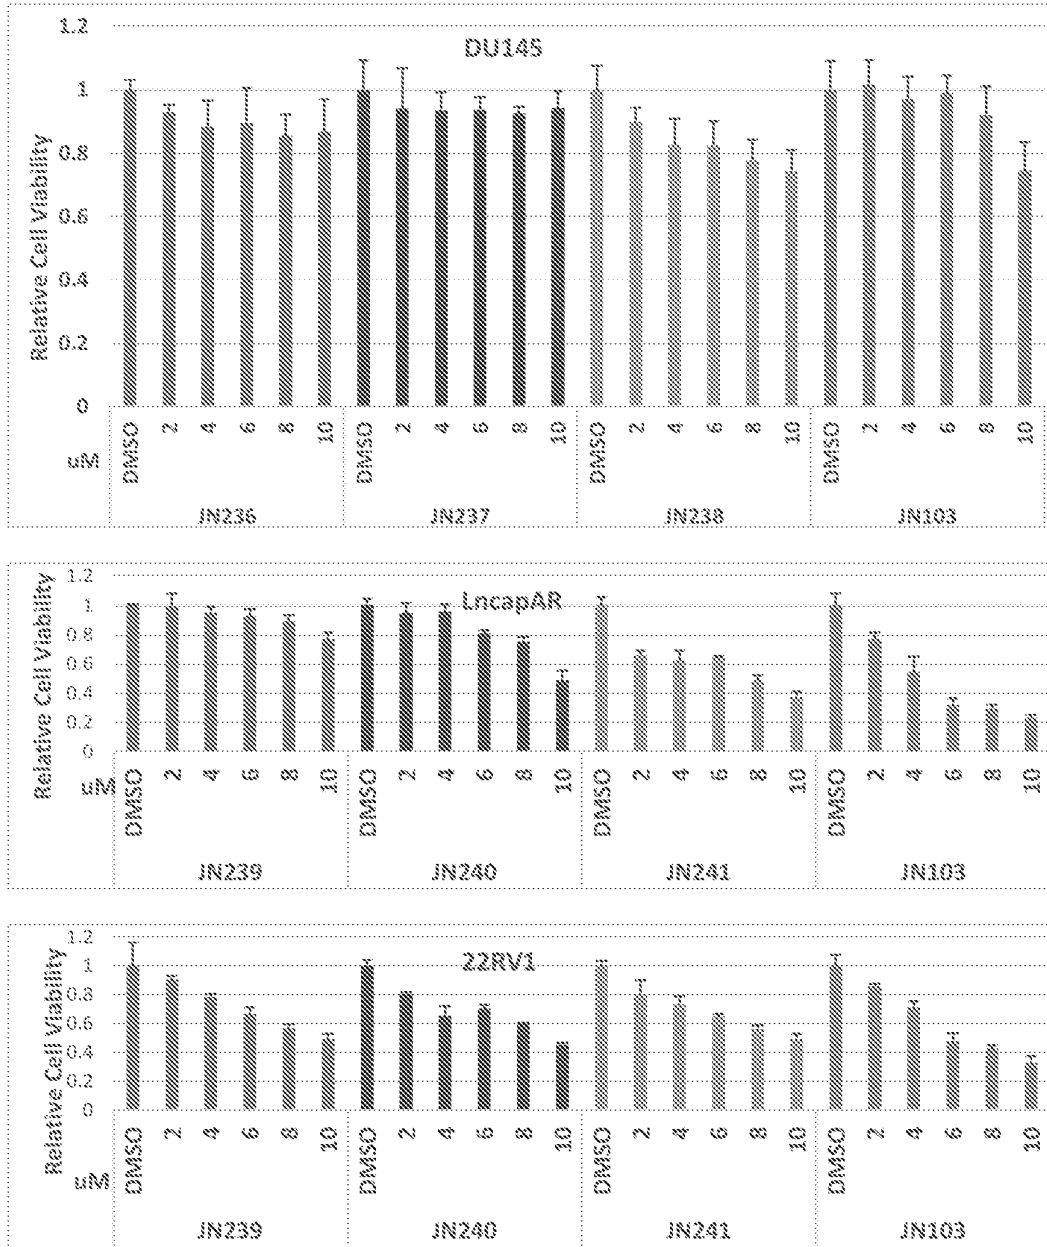 DU145
Relative Cell Viability
1.2
1
0.8
0.6
0.4
0.2
0
uM
DMSO 2 4 6 8 10 DMSO 2 4 6 8 10 DMSO 2 4 6 8 10 DMSO 2 4 6 8 10
JN236 JN237 JN238 JN103
LncapAR
Relative Cell Viability
1.2
1
0.8
0.6
0.4
0.2
0
uM
DMSO 2 4 6 8 10 DMSO 2 4 6 8 10 DMSO 2 4 6 8 10 DMSO 2 4 6 8 10
JN239 JN240 JN241 JN103
22RV1
Relative Cell Viability
1.2
1
0.8
0.6
0.4
0.2
0
uM
DMSO 2 4 6 8 10 DMSO 2 4 6 8 10 DMSO 2 4 6 8 10 DMSO 2 4 6 8 10
JN239 JN240 JN241 JN103